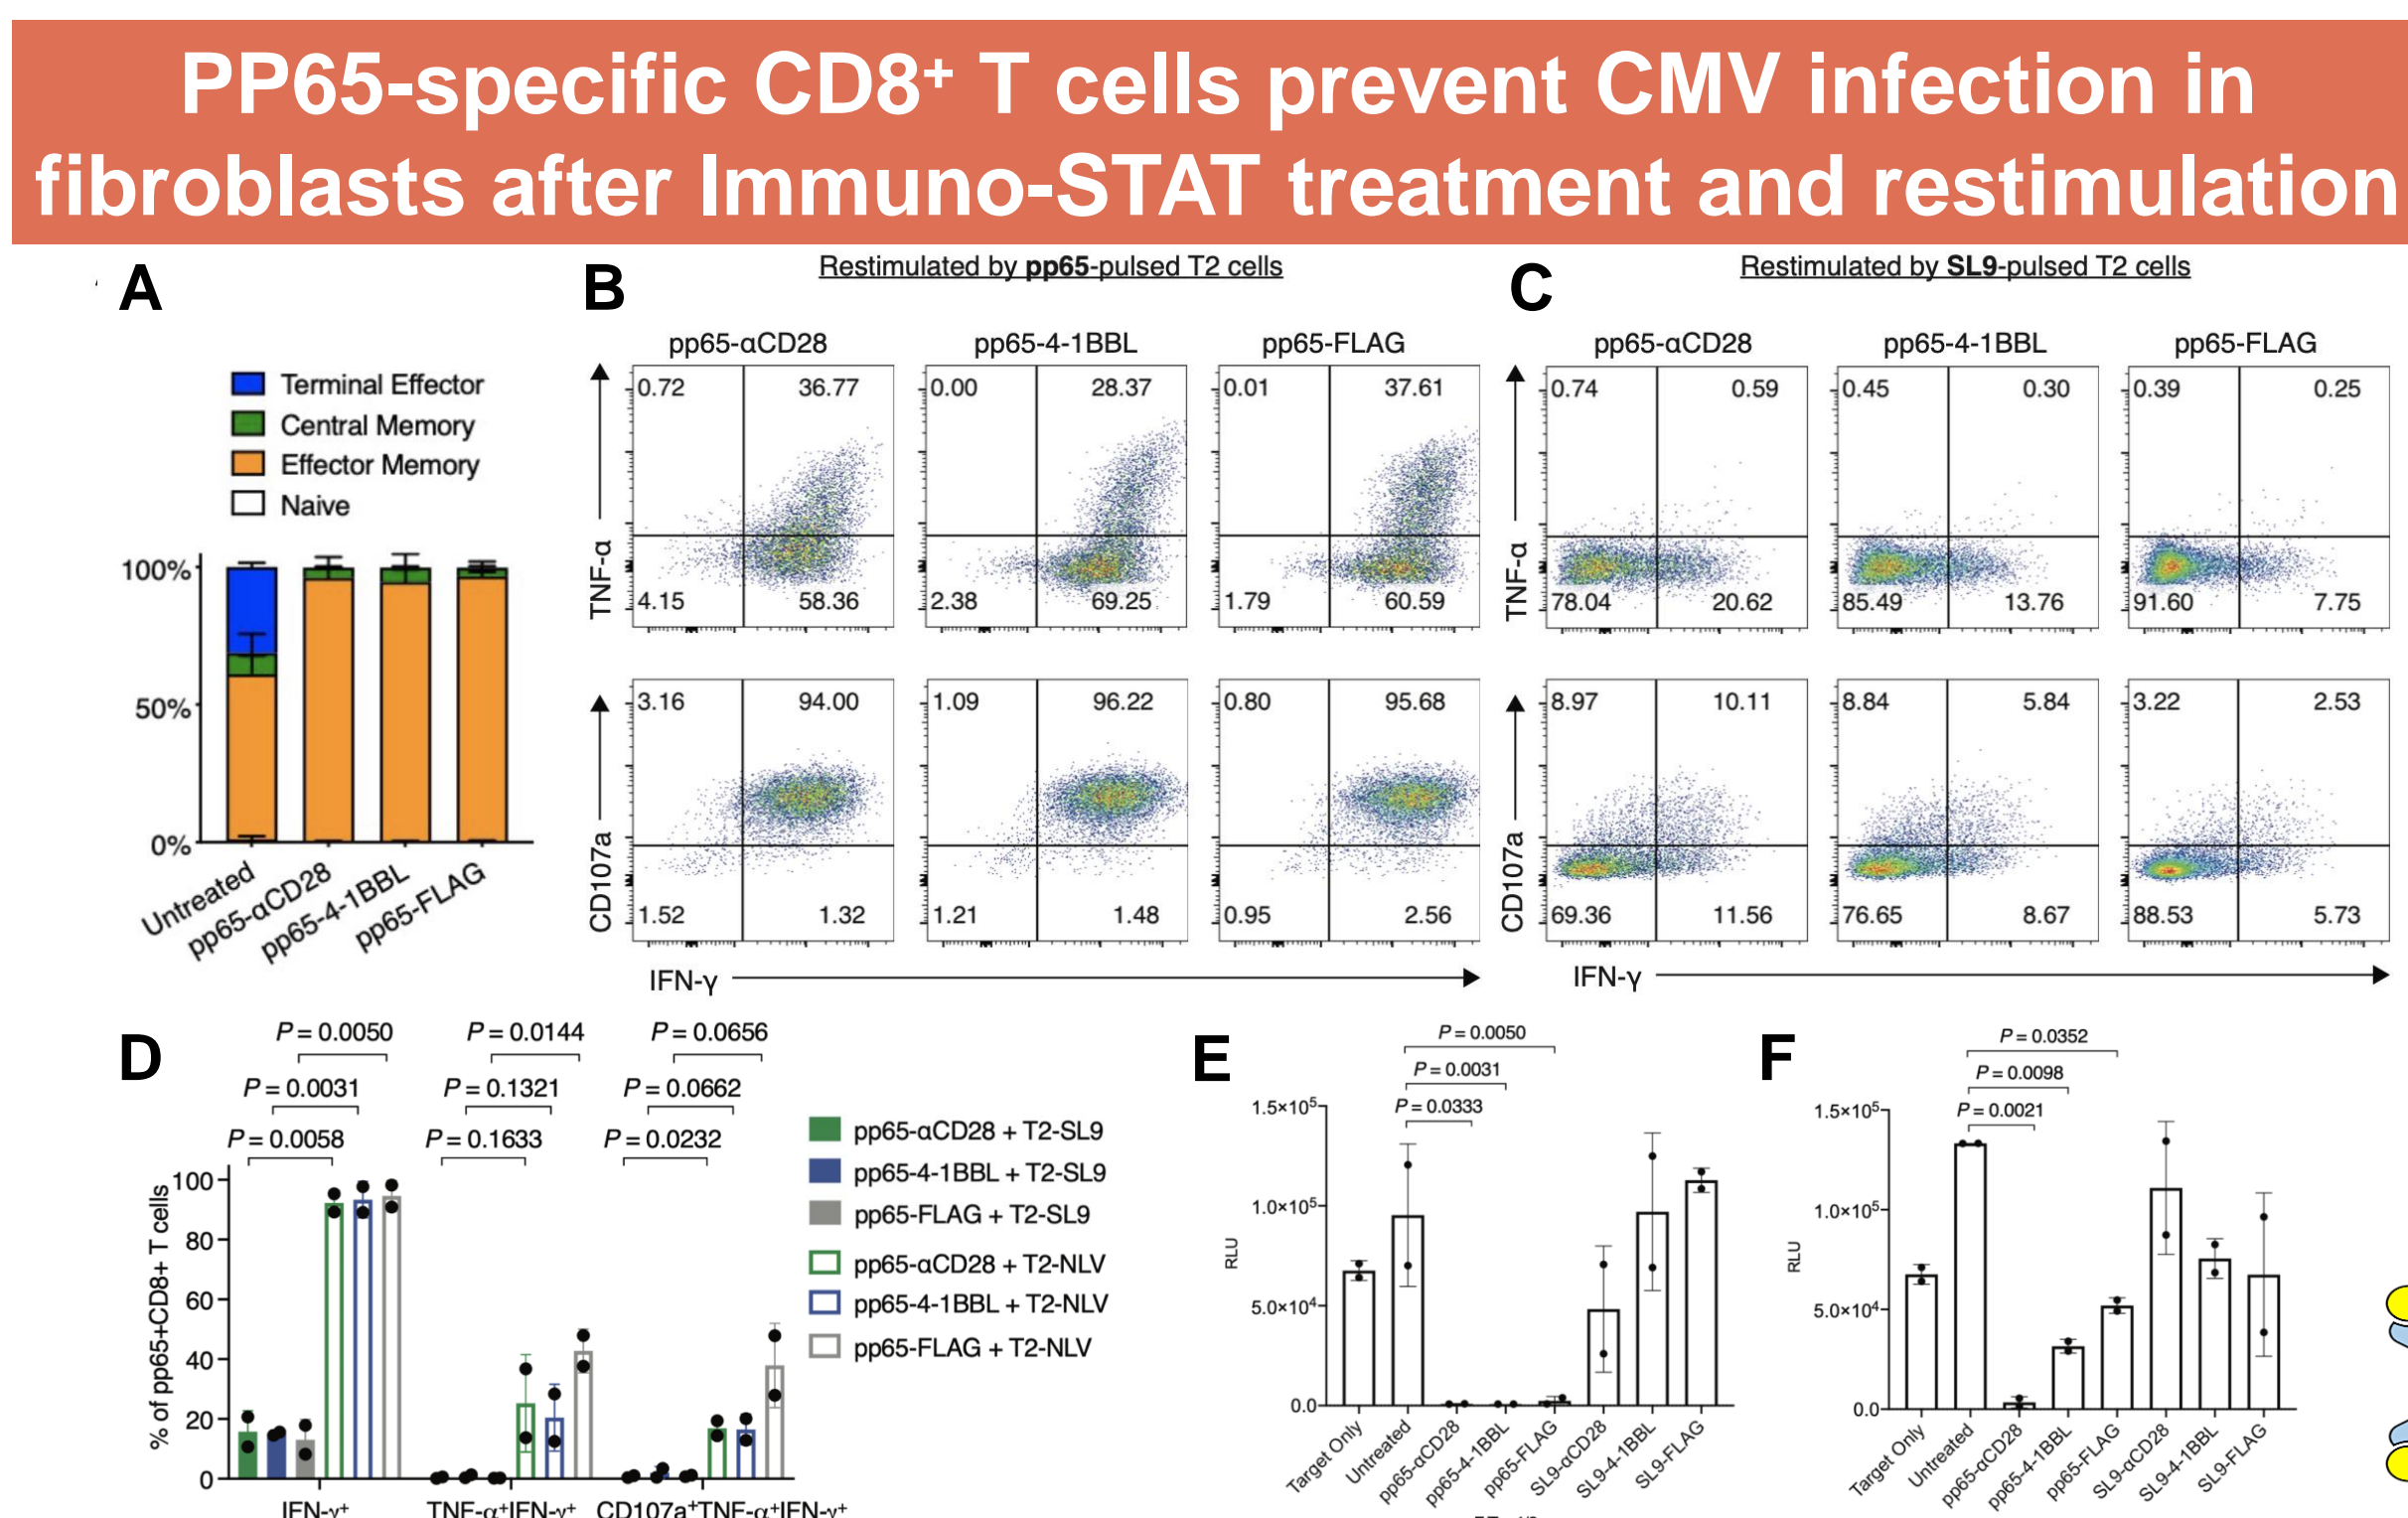 PP65-specific CD8⁺ T cells prevent CMV infection in
fibroblasts after Immuno-STAT treatment and restimulation
A
Terminal Effector
Central Memory
Effector Memory
Naive
100%
50%
0%
Untreated
pp65-αCD28
pp65-4-1BBL
pp65-FLAG
B
Restimulated by pp65-pulsed T2 cells
pp65-αCD28 pp65-4-1BBL pp65-FLAG
TNF-α
0.72 36.77 0.00 28.37 0.01 37.61
4.15 58.36 2.38 69.25 1.79 60.59
CD107a
3.16 94.00 1.09 96.22 0.80 95.68
1.52 1.32 1.21 1.48 0.95 2.56
IFN-γ
C
Restimulated by SL9-pulsed T2 cells
pp65-αCD28 pp65-4-1BBL pp65-FLAG
TNF-α
0.74 0.59 0.45 0.30 0.39 0.25
78.04 20.62 85.49 13.76 91.60 7.75
CD107a
8.97 10.11 8.84 5.84 3.22 2.53
69.36 11.56 76.65 8.67 88.53 5.73
IFN-γ
D
P = 0.0050 P = 0.0144 P = 0.0656
P = 0.0031 P = 0.1321 P = 0.0662
P = 0.0058 P = 0.1633 P = 0.0232
% of pp65+CD8+ T cells
100
80
60
40
20
0
IFN-γ⁺ TNF-α⁺IFN-γ⁺ CD107a⁺TNF-α⁺IFN-γ⁺
pp65-αCD28 + T2-SL9
pp65-4-1BBL + T2-SL9
pp65-FLAG + T2-SL9
pp65-αCD28 + T2-NLV
pp65-4-1BBL + T2-NLV
pp65-FLAG + T2-NLV
E
P = 0.0050
P = 0.0031
P = 0.0333
RLU
1.5×10⁵
1.0×10⁵
5.0×10⁴
0.0
Target Only
Untreated
pp65-αCD28
pp65-4-1BBL
pp65-FLAG
SL9-αCD28
SL9-4-1BBL
SL9-FLAG
F
P = 0.0352
P = 0.0098
P = 0.0021
RLU
1.5×10⁵
1.0×10⁵
5.0×10⁴
0.0
Target Only
Untreated
pp65-αCD28
pp65-4-1BBL
pp65-FLAG
SL9-αCD28
SL9-4-1BBL
SL9-FLAG